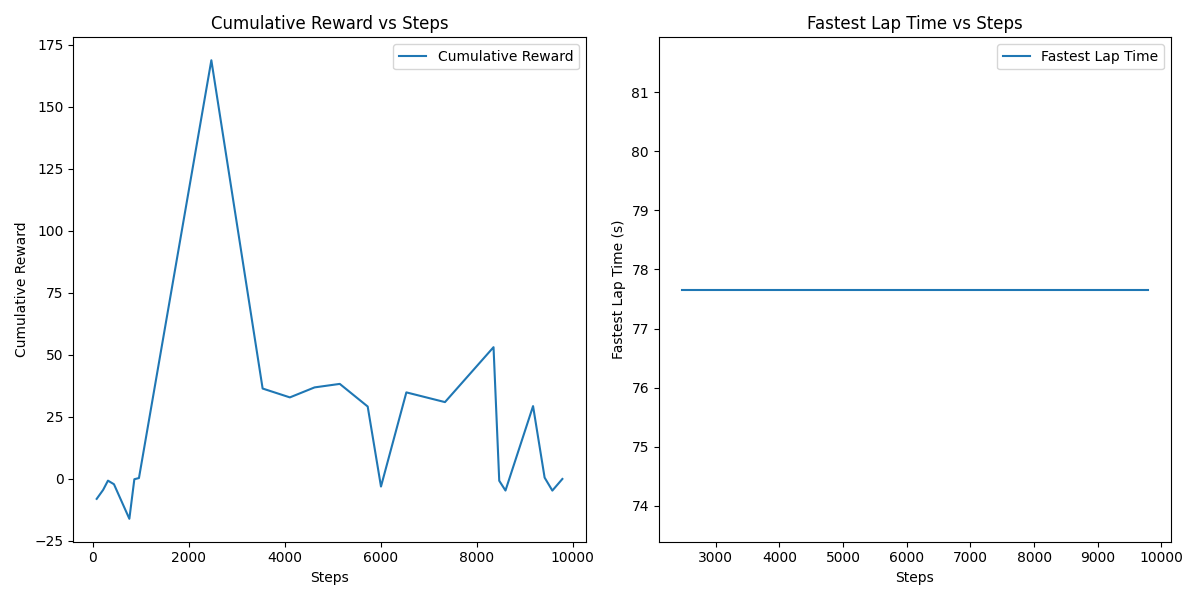 Cumulative Reward vs Steps
Cumulative Reward
175
150
125
100
75
50
25
0
−25
Cumulative Reward
0 2000 4000 6000 8000 10000
Steps
Fastest Lap Time vs Steps
Fastest Lap Time
81
80
79
78
77
76
75
74
Fastest Lap Time (s)
3000 4000 5000 6000 7000 8000 9000 10000
Steps